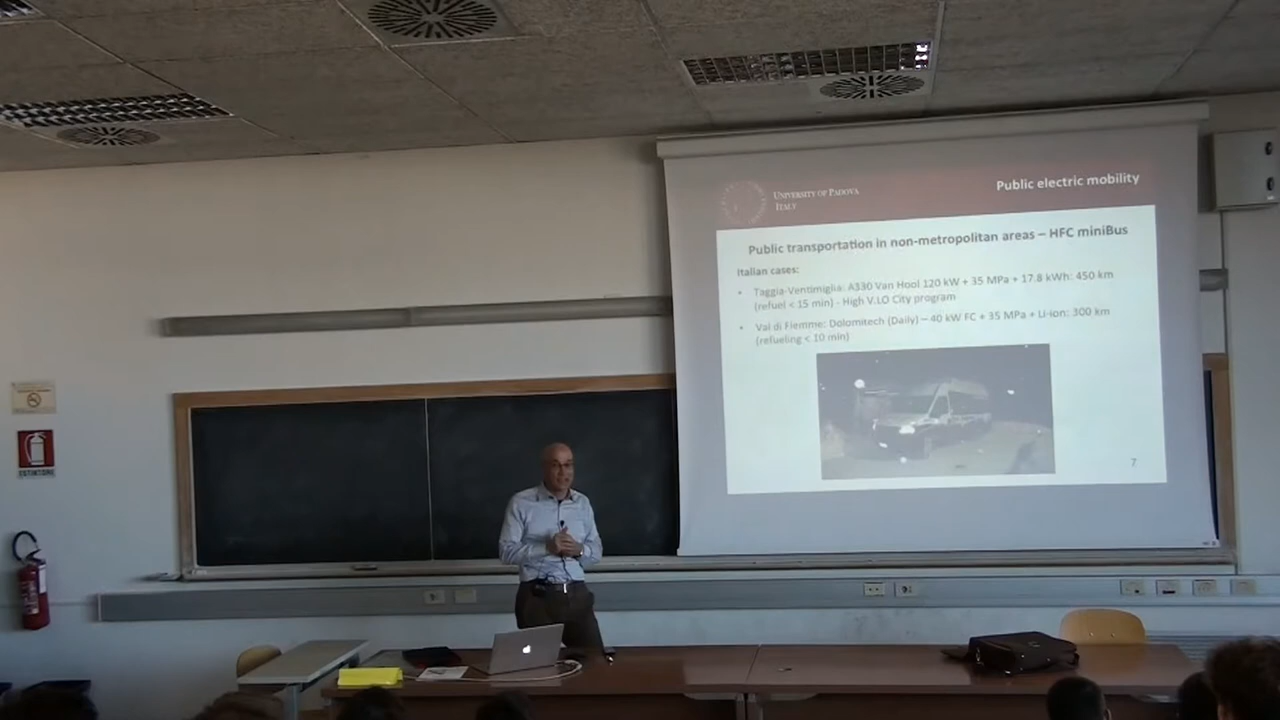 UNIVERSITY OF PADOVA
ITALY
Public electric mobility
Public transportation in non-metropolitan areas – HFC miniBus
Italian cases:
• Taggia-Ventimiglia: A330 Van Hool 120 kW + 35 MPa + 17.8 kWh: 450 km
(refuel < 15 min) - High V.LO City program
• Val di Fiemme: Dolomitech (Daily) – 40 kW FC + 35 MPa + Li-ion: 300 km
(refueling < 10 min)
7
ESTINTORE